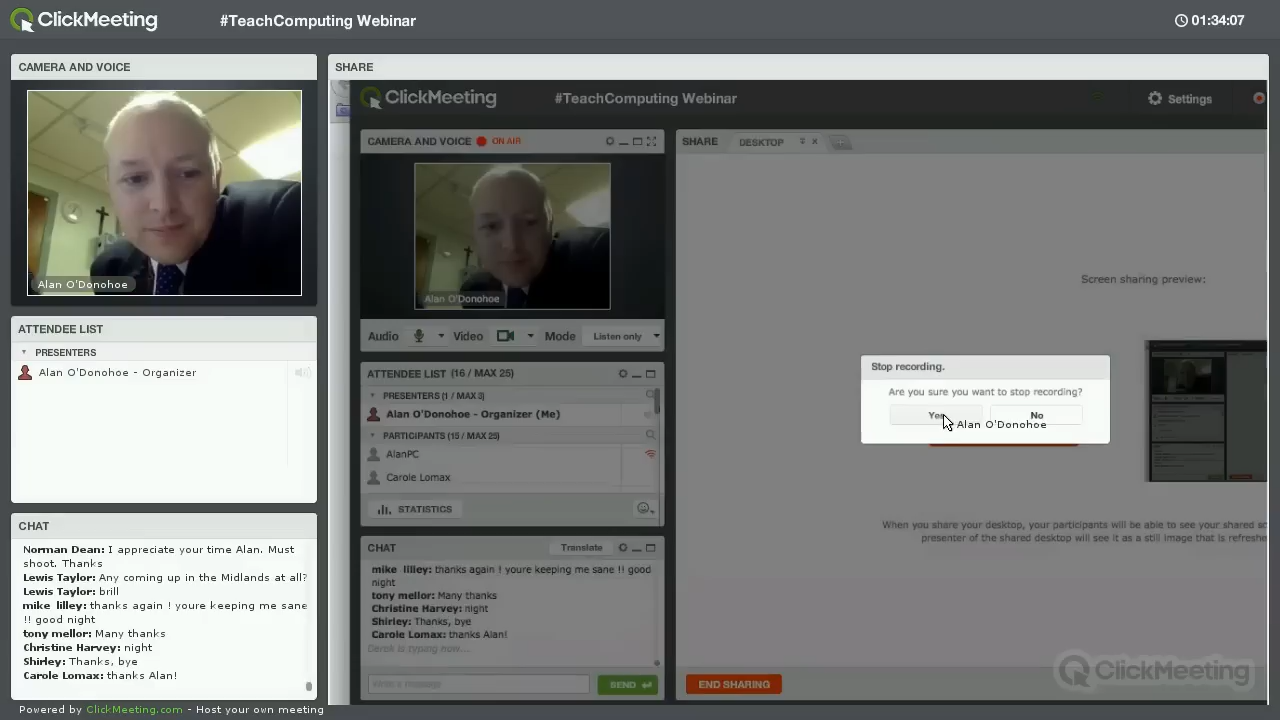 ClickMeeting
#TeachComputing Webinar
01:34:07
CAMERA AND VOICE
Alan O'Donohoe
ATTENDEE LIST
PRESENTERS
Alan O'Donohoe - Organizer
CHAT
Norman Dean: I appreciate your time Alan. Must
shoot. Thanks
Lewis Taylor: Any coming up in the Midlands at all?
Lewis Taylor: brill
mike lilley: thanks again ! youre keeping me sane
!! good night
tony mellor: Many thanks
Christine Harvey: night
Shirley: Thanks, bye
Carole Lomax: thanks Alan!
SHARE
ClickMeeting
#TeachComputing Webinar
Settings
CAMERA AND VOICE ON AIR
Alan O'Donohoe
Audio Video Mode Listen only
ATTENDEE LIST (16 / MAX 25)
PRESENTERS (1 / MAX 3)
Alan O'Donohoe - Organizer (Me)
PARTICIPANTS (15 / MAX 25)
AlanPC
Carole Lomax
STATISTICS
CHAT Translate
mike lilley: thanks again ! youre keeping me sane !! good
night
tony mellor: Many thanks
Christine Harvey: night
Shirley: Thanks, bye
Carole Lomax: thanks Alan!
Derek is typing now...
Write a message
SEND
SHARE DESKTOP
Screen sharing preview:
Stop recording.
Are you sure you want to stop recording?
Yes No
Alan O'Donohoe
When you share your desktop, your participants will be able to see your shared sc
presenter of the shared desktop will see it as a still image that is refreshe
END SHARING
ClickMeeting
Powered by ClickMeeting.com - Host your own meeting